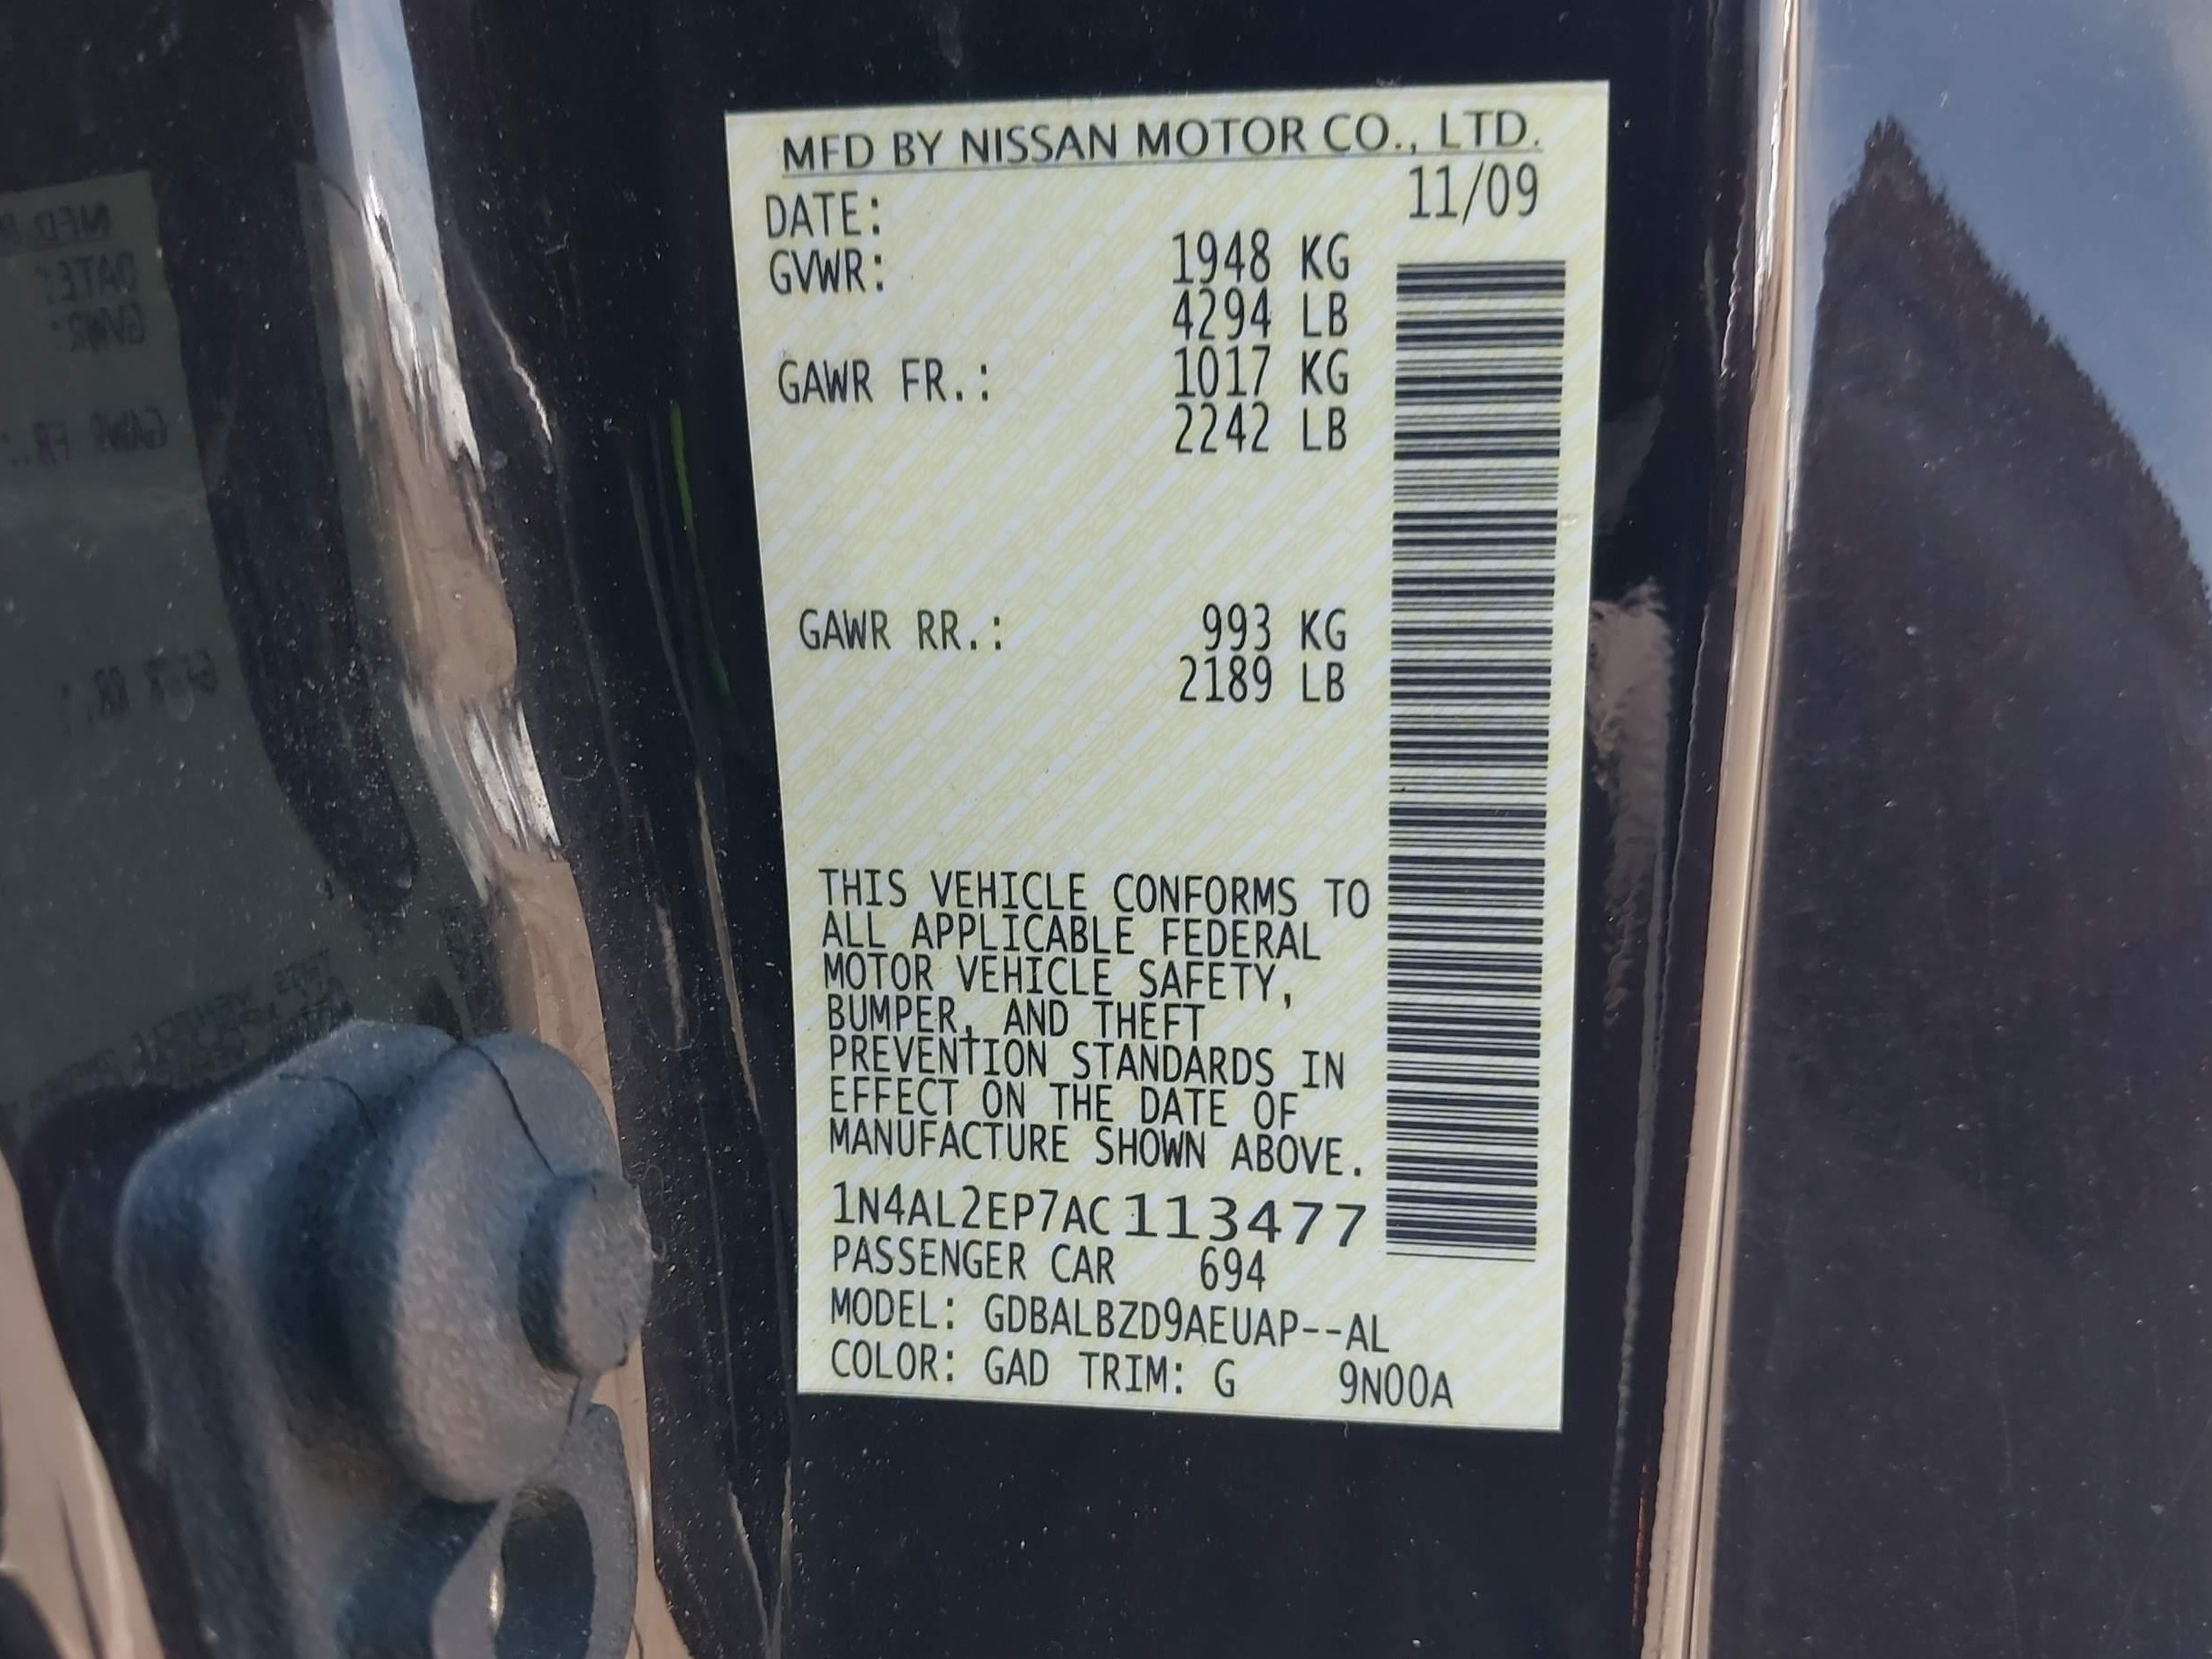 MFD BY NISSAN MOTOR CO., LTD.
DATE: 11/09
GVWR: 1948 KG
4294 LB
GAWR FR.: 1017 KG
2242 LB
GAWR RR.: 993 KG
2189 LB
THIS VEHICLE CONFORMS TO
ALL APPLICABLE FEDERAL
MOTOR VEHICLE SAFETY,
BUMPER, AND THEFT
PREVENTION STANDARDS IN
EFFECT ON THE DATE OF
MANUFACTURE SHOWN ABOVE.
1N4AL2EP7AC113477
PASSENGER CAR 694
MODEL: GDBALBZD9AEUAP--AL
COLOR: GAD TRIM: G 9N00A